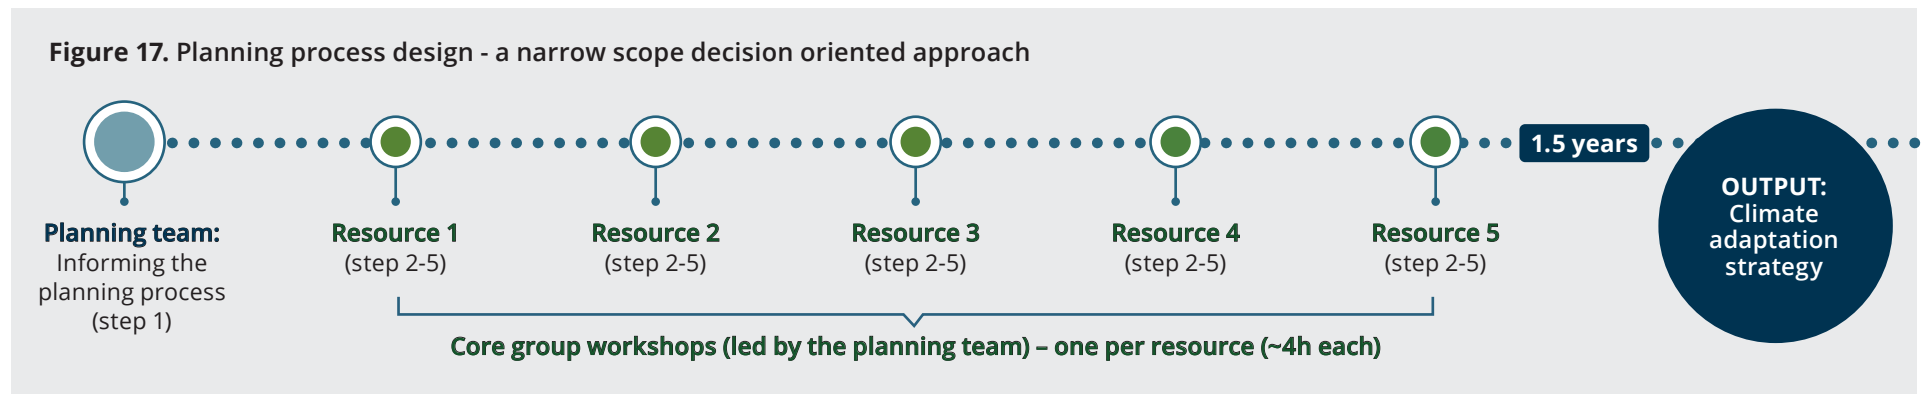 Figure 17. Planning process design - a narrow scope decision oriented approach
1.5 years
Planning team:
Informing the
planning process
(step 1)
Resource 1
(step 2-5)
Resource 2
(step 2-5)
Resource 3
(step 2-5)
Resource 4
(step 2-5)
Resource 5
(step 2-5)
OUTPUT:
Climate
adaptation
strategy
Core group workshops (led by the planning team) – one per resource (~4h each)